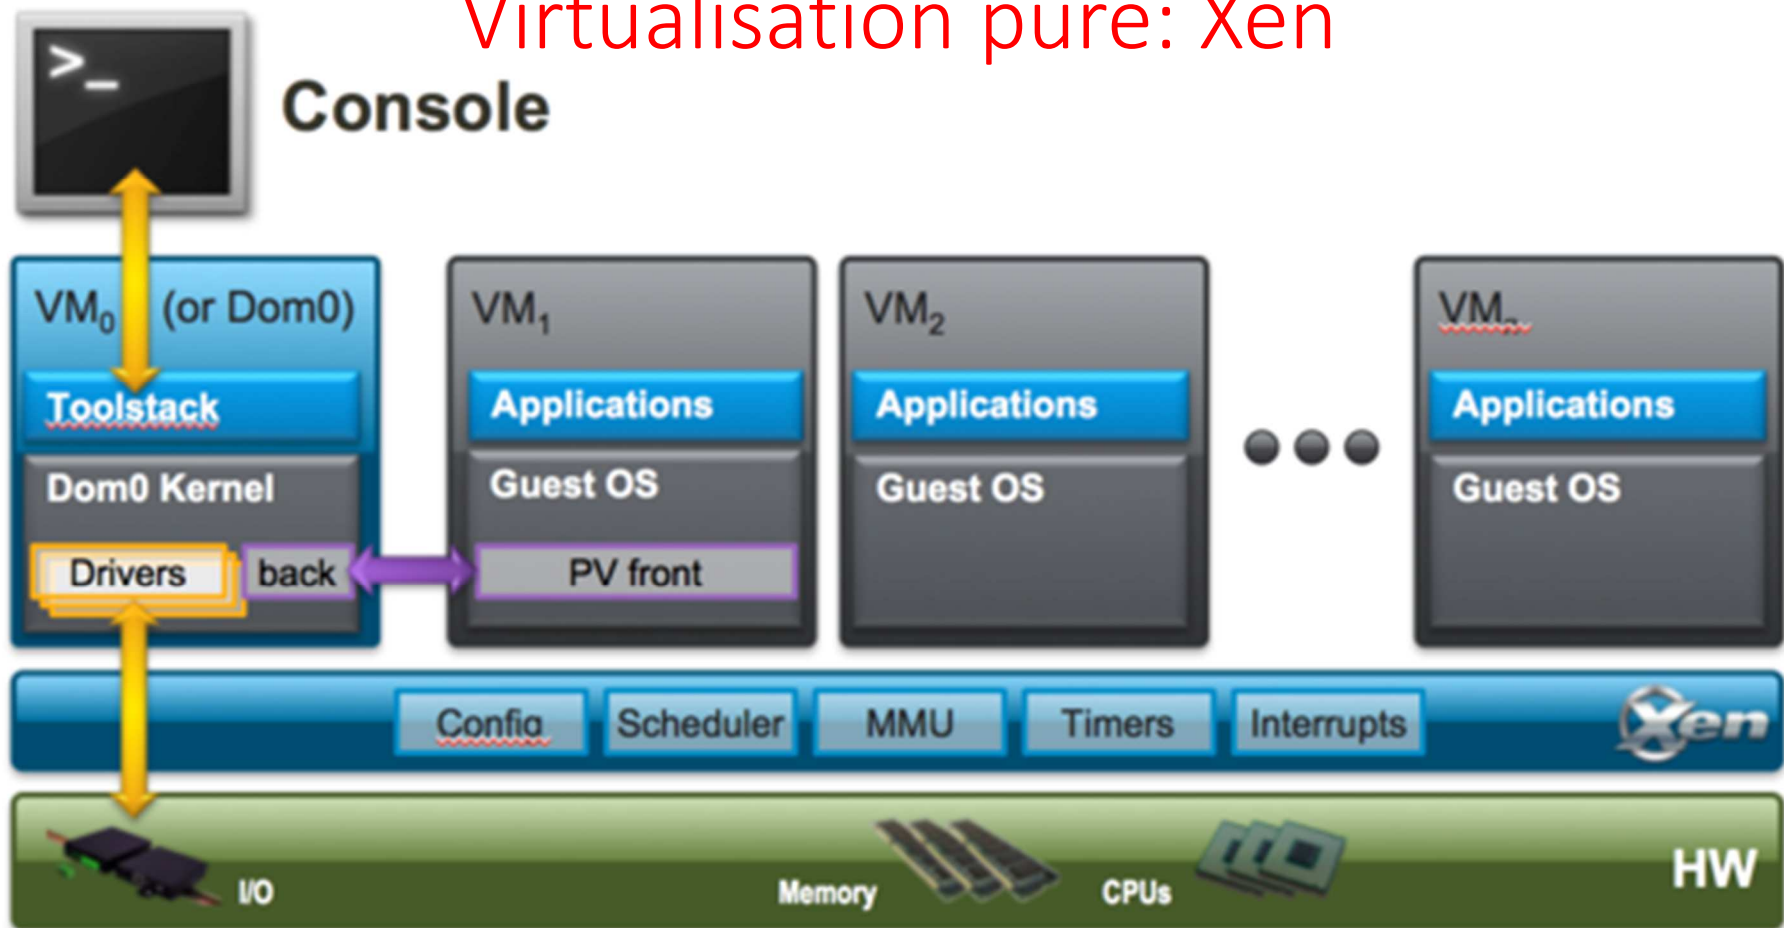 Virtualisation pure: Xen
>_
Console
VM0 (or Dom0)
Toolstack
Dom0 Kernel
Drivers
back
VM1
Applications
Guest OS
PV front
VM2
Applications
Guest OS
VMn
Applications
Guest OS
Config
Scheduler
MMU
Timers
Interrupts
Xen
I/O
Memory
CPUs
HW